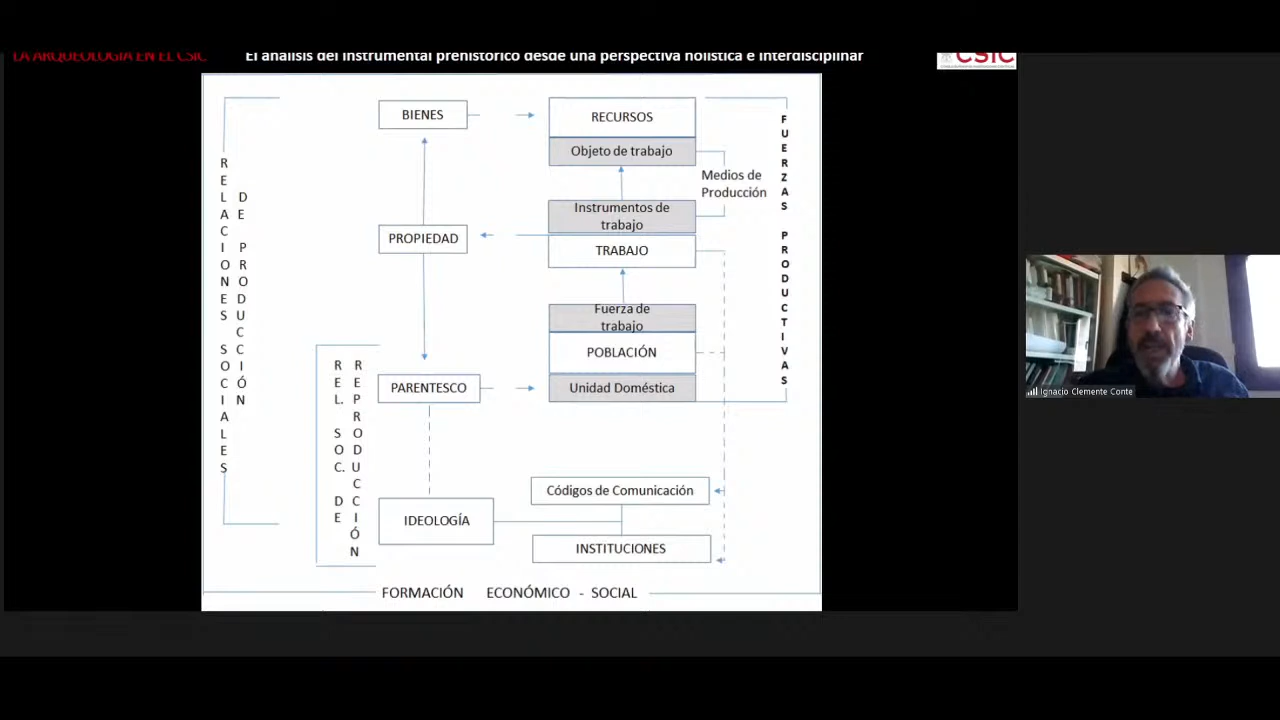 LA ARQUEOLOGÍA EN EL CSIC
El análisis del instrumental prehistórico desde una perspectiva holística e interdisciplinar
CSIC
BIENES
RECURSOS
Objeto de trabajo
Medios de
Producción
Instrumentos de
trabajo
PROPIEDAD
TRABAJO
Fuerza de
trabajo
POBLACIÓN
PARENTESCO
Unidad Doméstica
Códigos de Comunicación
IDEOLOGÍA
INSTITUCIONES
RELACIONES SOCIALES
DE PRODUCCIÓN
REL. SOC. DE
REPRODUCCIÓN
FUERZAS PRODUCTIVAS
FORMACIÓN ECONÓMICO - SOCIAL
Ignacio Clemente Conte